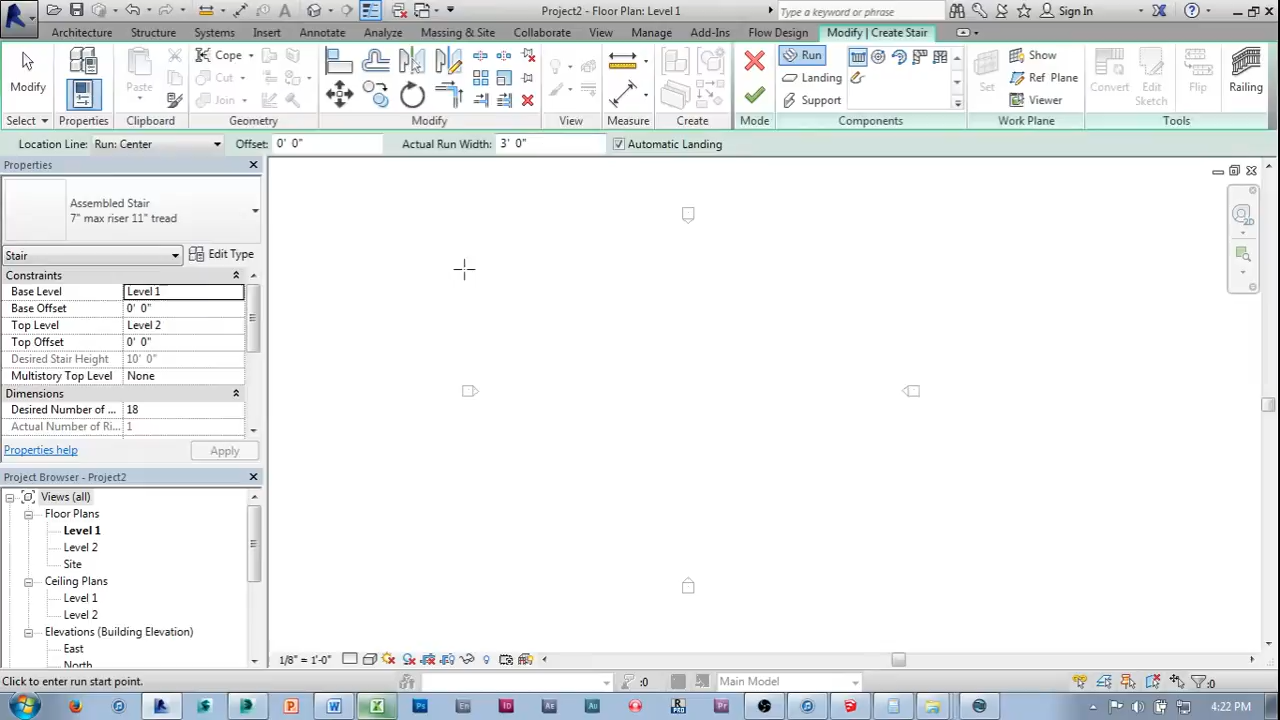 Project2 - Floor Plan: Level 1
Type a keyword or phrase
Sign In
Architecture Structure Systems Insert Annotate Analyze Massing & Site Collaborate View Manage Add-Ins Flow Design Modify | Create Stair
Modify
Paste
Cope
Cut
Join
Run
Landing
Support
Set
Show
Ref Plane
Viewer
Convert
Edit Sketch
Flip
Railing
Select Properties Clipboard Geometry Modify View Measure Create Mode Components Work Plane Tools
Location Line: Run: Center Offset: 0' 0" Actual Run Width: 3' 0" Automatic Landing
Properties
Assembled Stair
7" max riser 11" tread
Stair Edit Type
Constraints
Base Level Level 1
Base Offset 0' 0"
Top Level Level 2
Top Offset 0' 0"
Desired Stair Height 10' 0"
Multistory Top Level None
Dimensions
Desired Number of ... 18
Actual Number of Ri... 1
Properties help Apply
Project Browser - Project2
Views (all)
Floor Plans
Level 1
Level 2
Site
Ceiling Plans
Level 1
Level 2
Elevations (Building Elevation)
East
North
2D
1/8" = 1'-0"
Click to enter run start point.
:0
Main Model
:0
4:22 PM